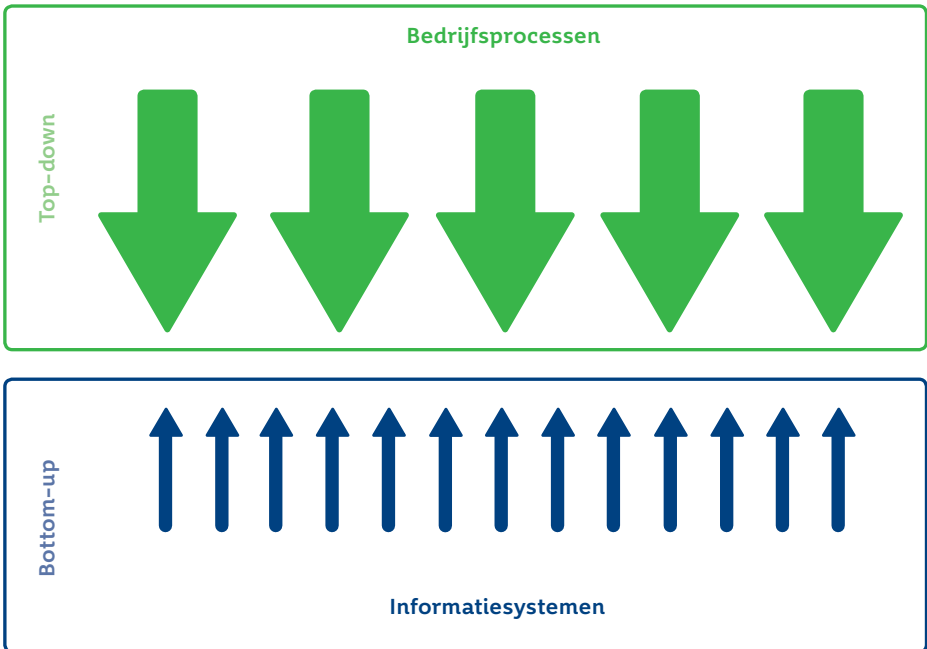 Bedrijfsprocessen
Top-down
Bottom-up
Informatiesystemen